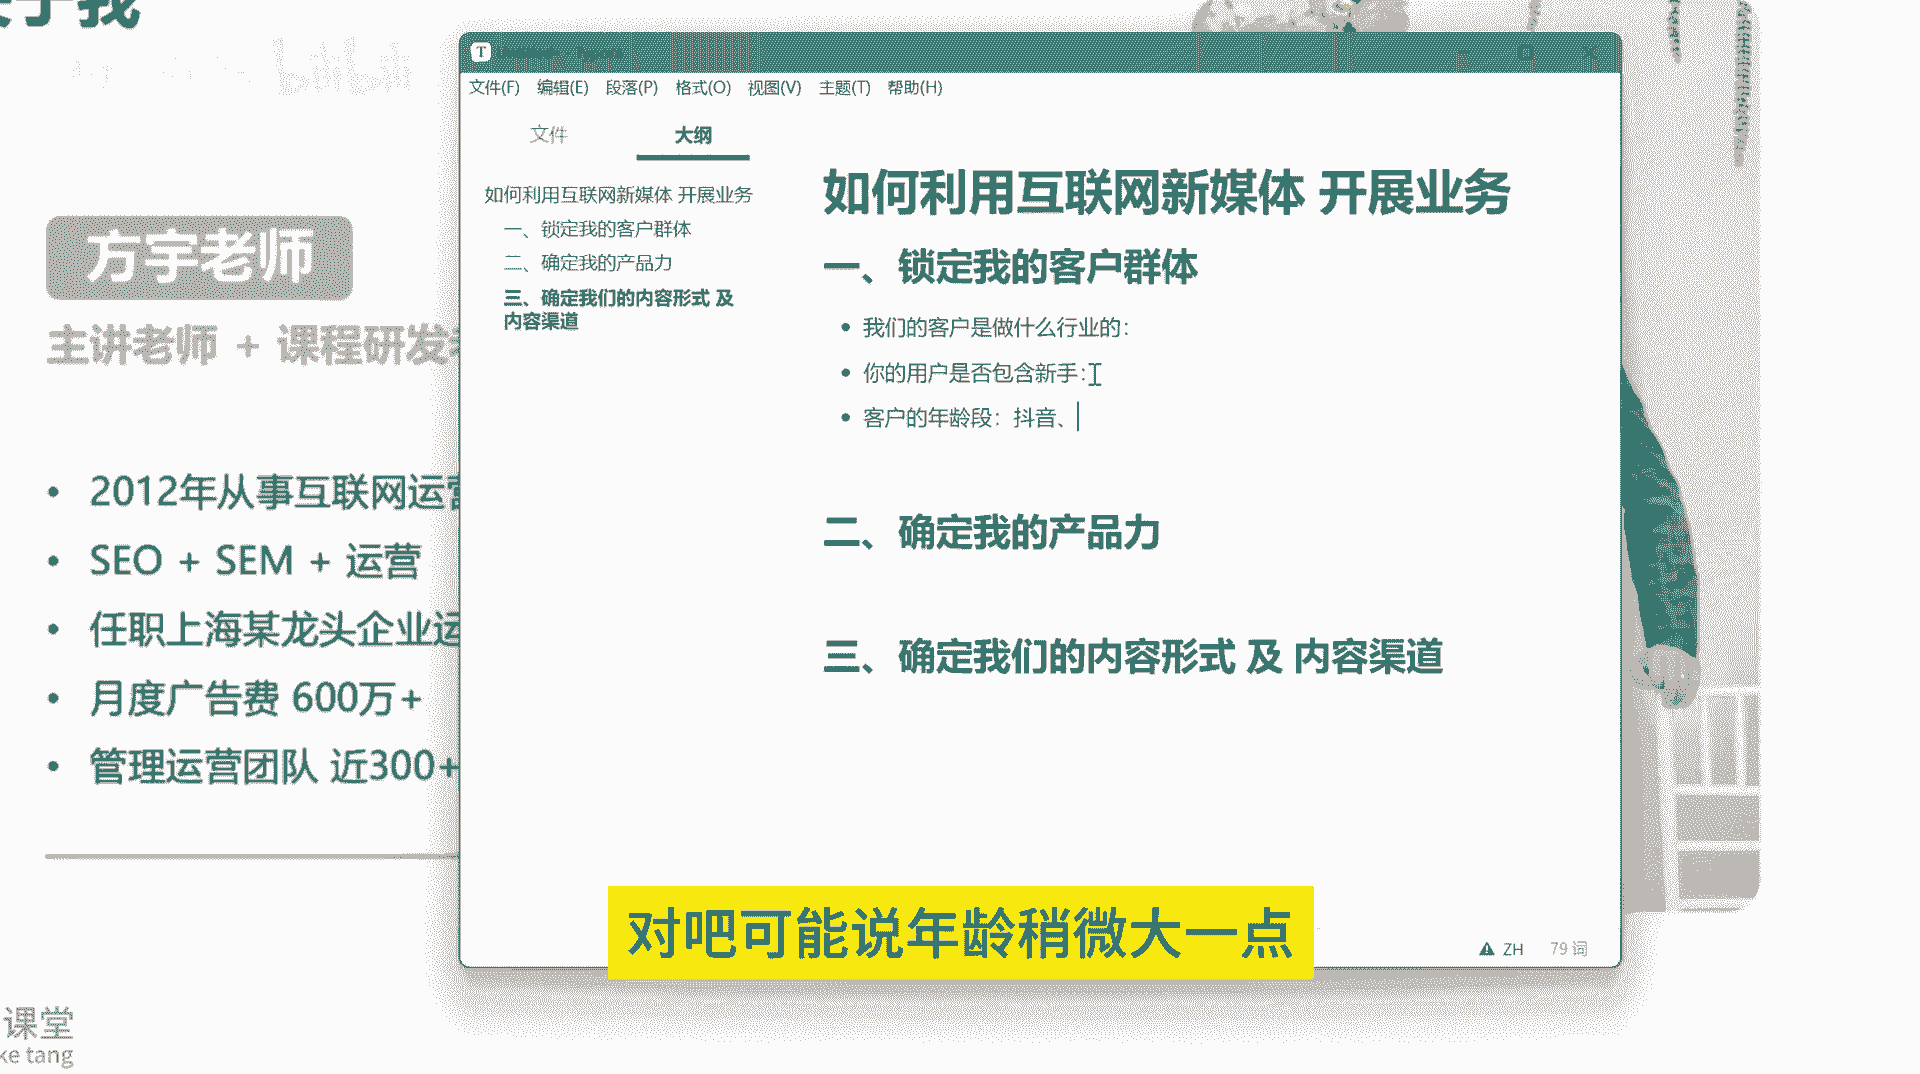 bilibili
方宇老师
主讲老师 + 课程研发
2012年从事互联网运营
SEO + SEM + 运营
任职上海某龙头企业运
月度广告费 600万+
管理运营团队 近300+
课堂
ke tang
T
文件(F) 编辑(E) 段落(P) 格式(O) 视图(V) 主题(T) 帮助(H)
文件 大纲
如何利用互联网新媒体 开展业务
一、锁定我的客户群体
二、确定我的产品力
三、确定我们的内容形式 及
内容渠道
如何利用互联网新媒体 开展业务
一、锁定我的客户群体
我们的客户是做什么行业的：
你的用户是否包含新手：
客户的年龄段：抖音、
二、确定我的产品力
三、确定我们的内容形式 及 内容渠道
ZH 79 词
对吧可能说年龄稍微大一点